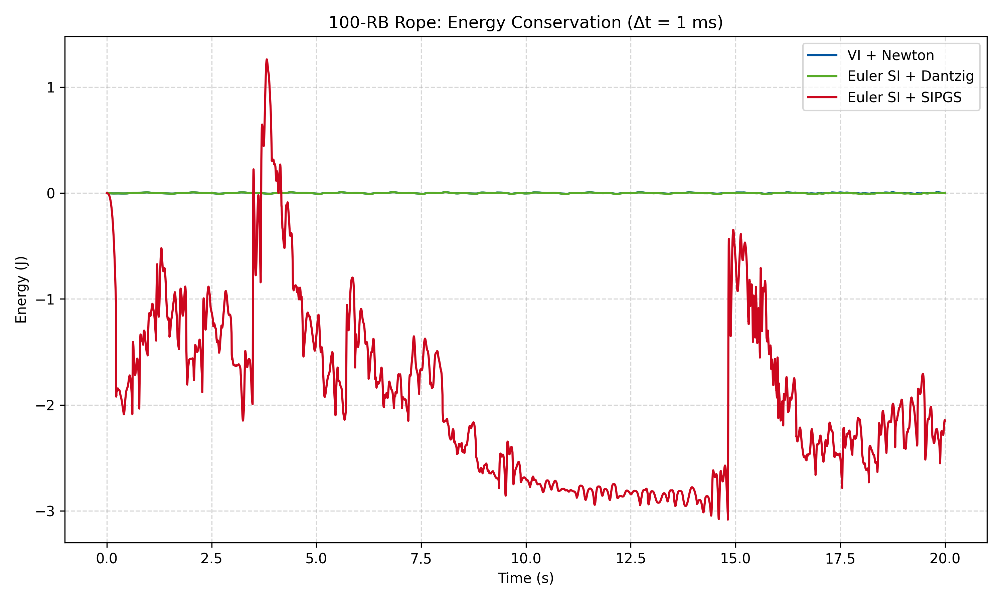 100-RB Rope: Energy Conservation (Δt = 1 ms)
VI + Newton
Euler SI + Dantzig
Euler SI + SIPGS
Energy (J)
1
0
−1
−2
−3
0.0 2.5 5.0 7.5 10.0 12.5 15.0 17.5 20.0
Time (s)